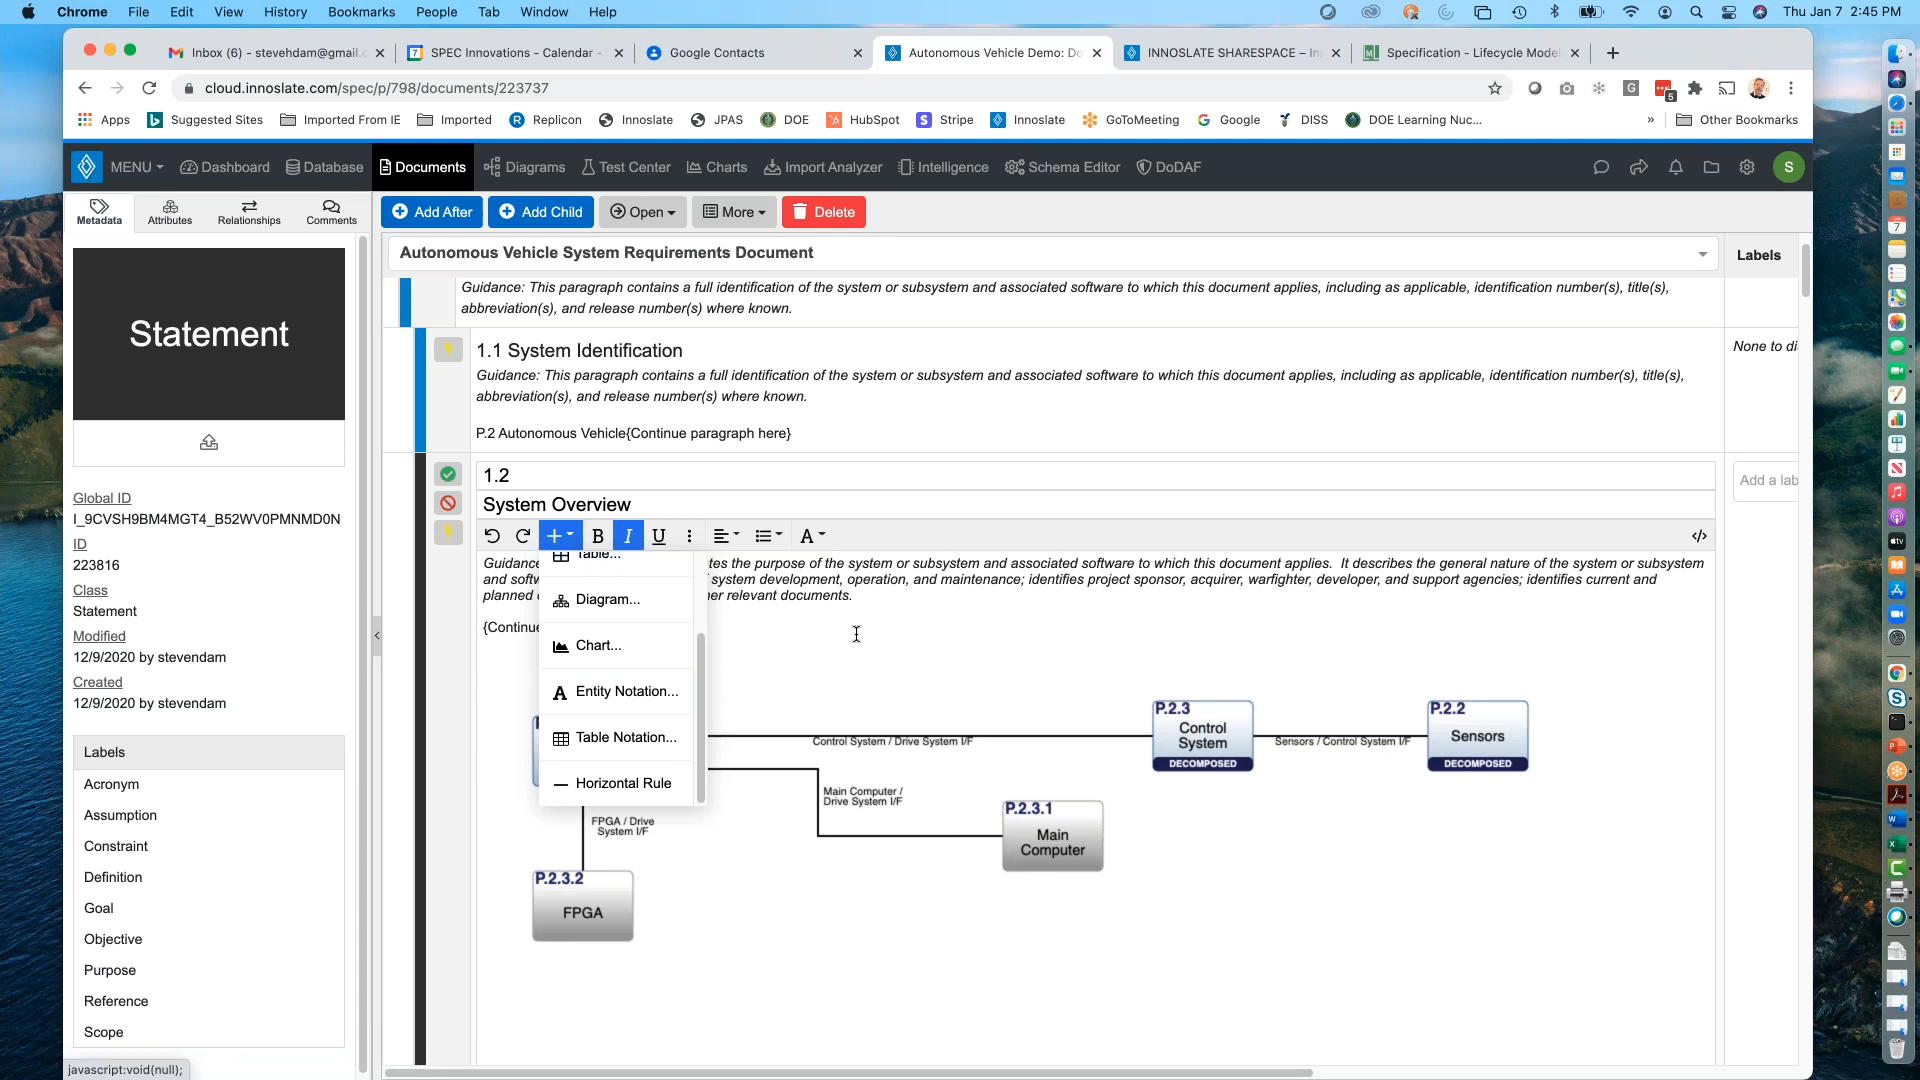 Chrome File Edit View History Bookmarks People Tab Window Help
Thu Jan 7 2:45 PM
Inbox (6) - stevehdam@gmail.c
SPEC Innovations - Calendar -
Google Contacts
Autonomous Vehicle Demo: Do
INNOSLATE SHARESPACE – In
Specification - Lifecycle Model
cloud.innoslate.com/spec/p/798/documents/223737
5
Apps
Suggested Sites
Imported From IE
Imported
Replicon
Innoslate
JPAS
DOE
HubSpot
Stripe
Innoslate
GoToMeeting
Google
DISS
DOE Learning Nuc...
»
Other Bookmarks
MENU
Dashboard
Database
Documents
Diagrams
Test Center
Charts
Import Analyzer
Intelligence
Schema Editor
DoDAF
S
Metadata
Attributes
Relationships
Comments
Add After
Add Child
Open
More
Delete
Autonomous Vehicle System Requirements Document
Labels
Guidance: This paragraph contains a full identification of the system or subsystem and associated software to which this document applies, including as applicable, identification number(s), title(s),
abbreviation(s), and release number(s) where known.
1.1 System Identification
Guidance: This paragraph contains a full identification of the system or subsystem and associated software to which this document applies, including as applicable, identification number(s), title(s),
abbreviation(s), and release number(s) where known.
None to di
P.2 Autonomous Vehicle{Continue paragraph here}
1.2
System Overview
Add a lab
B I U
A
Guidance
tes the purpose of the system or subsystem and associated software to which this document applies. It describes the general nature of the system or subsystem
and softw
system development, operation, and maintenance; identifies project sponsor, acquirer, warfighter, developer, and support agencies; identifies current and
planned
her relevant documents.
{Continue
Table...
Diagram...
Chart...
Entity Notation...
Table Notation...
Horizontal Rule
Control System / Drive System I/F
P.2.3
Control
System
DECOMPOSED
Sensors / Control System I/F
P.2.2
Sensors
DECOMPOSED
Main Computer /
Drive System I/F
P.2.3.1
Main
Computer
FPGA / Drive
System I/F
P.2.3.2
FPGA
Statement
Global ID
I_9CVSH9BM4MGT4_B52WV0PMNMD0N
ID
223816
Class
Statement
Modified
12/9/2020 by stevendam
Created
12/9/2020 by stevendam
Labels
Acronym
Assumption
Constraint
Definition
Goal
Objective
Purpose
Reference
Scope
javascript:void(null);